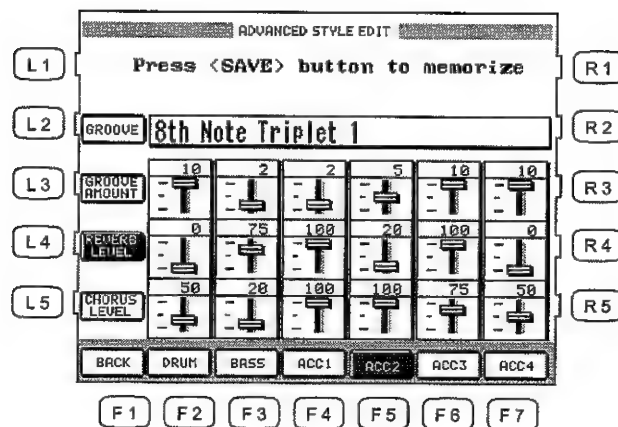 ADVANCED STYLE EDIT
L1
Press <SAVE> button to memorize
R1
L2
GROOVE
8th Note Triplet 1
R2
L3
GROOVE AMOUNT
10 2 2 5 10 10
R3
L4
REVERB LEVEL
0 75 100 20 100 0
R4
L5
CHORUS LEVEL
50 20 100 100 75 50
R5
BACK DRUM BASS ACC1 ACC2 ACC3 ACC4
F1 F2 F3 F4 F5 F6 F7